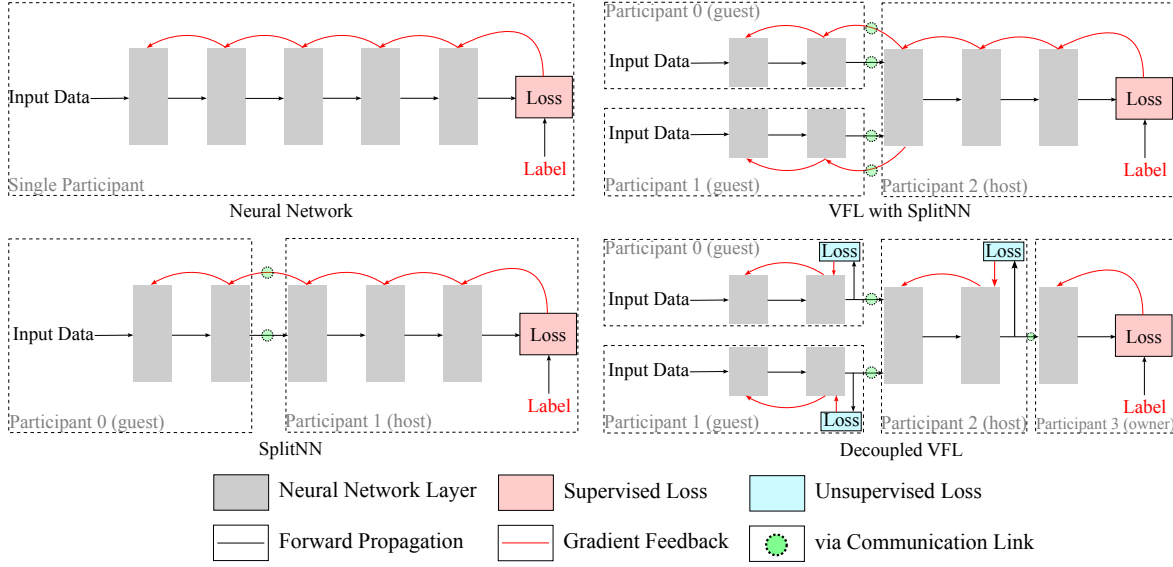 Input Data
Loss
Label
Single Participant
Neural Network
Participant 0 (guest)
Input Data
Input Data
Participant 1 (guest)
Loss
Label
Participant 2 (host)
VFL with SplitNN
Input Data
Participant 0 (guest)
Loss
Label
Participant 1 (host)
SplitNN
Participant 0 (guest)
Loss
Input Data
Input Data
Loss
Participant 1 (guest)
Loss
Participant 2 (host)
Loss
Label
Participant 3 (owner)
Decoupled VFL
Neural Network Layer
Supervised Loss
Unsupervised Loss
Forward Propagation
Gradient Feedback
via Communication Link